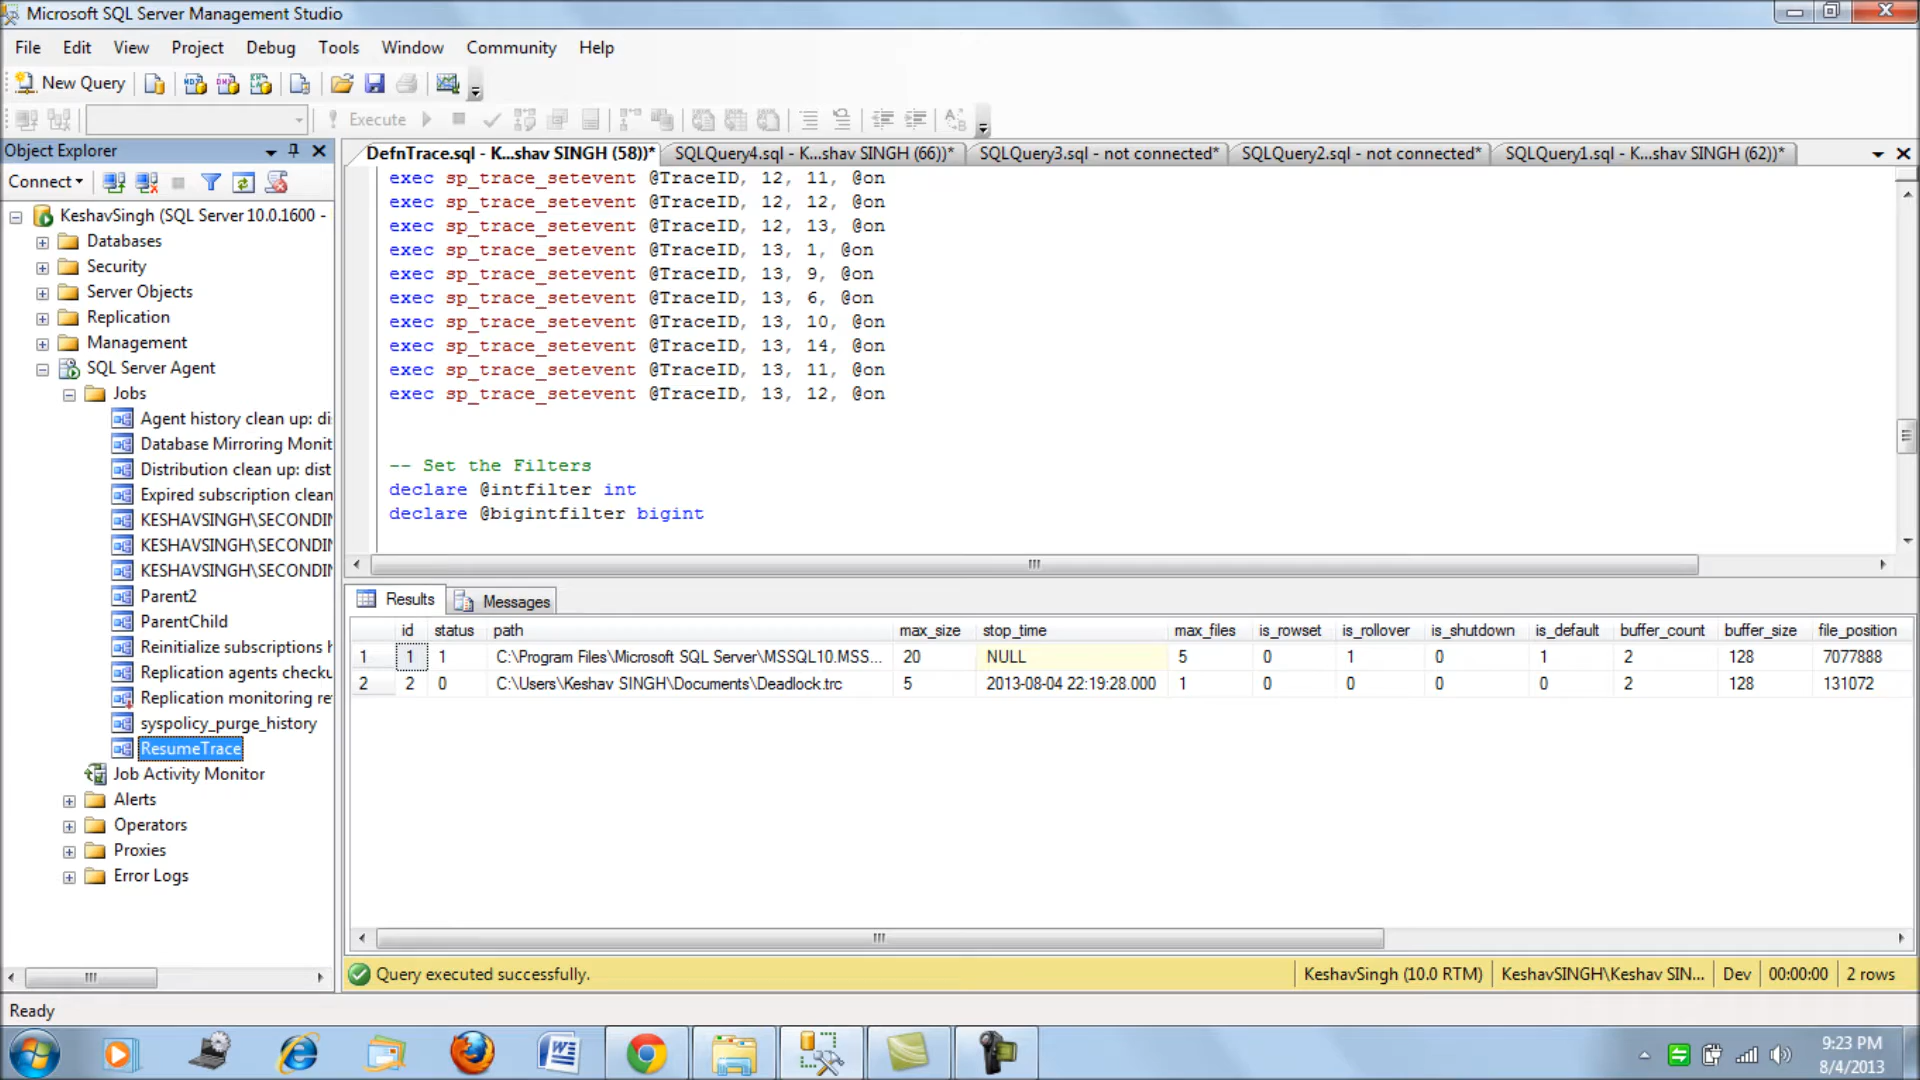 Microsoft SQL Server Management Studio
File Edit View Project Debug Tools Window Community Help
New Query
Execute
Object Explorer
Connect
KeshavSingh (SQL Server 10.0.1600 -
Databases
Security
Server Objects
Replication
Management
SQL Server Agent
Jobs
Agent history clean up: di
Database Mirroring Monit
Distribution clean up: dist
Expired subscription clean
KESHAVSINGH\SECONDIN
KESHAVSINGH\SECONDIN
KESHAVSINGH\SECONDIN
Parent2
ParentChild
Reinitialize subscriptions h
Replication agents checku
Replication monitoring re
syspolicy_purge_history
ResumeTrace
Job Activity Monitor
Alerts
Operators
Proxies
Error Logs
DefnTrace.sql - K...shav SINGH (58))* SQLQuery4.sql - K...shav SINGH (66))* SQLQuery3.sql - not connected* SQLQuery2.sql - not connected* SQLQuery1.sql - K...shav SINGH (62))*
exec sp_trace_setevent @TraceID, 12, 11, @on
exec sp_trace_setevent @TraceID, 12, 12, @on
exec sp_trace_setevent @TraceID, 12, 13, @on
exec sp_trace_setevent @TraceID, 13, 1, @on
exec sp_trace_setevent @TraceID, 13, 9, @on
exec sp_trace_setevent @TraceID, 13, 6, @on
exec sp_trace_setevent @TraceID, 13, 10, @on
exec sp_trace_setevent @TraceID, 13, 14, @on
exec sp_trace_setevent @TraceID, 13, 11, @on
exec sp_trace_setevent @TraceID, 13, 12, @on
-- Set the Filters
declare @intfilter int
declare @bigintfilter bigint
Results Messages
id status path max_size stop_time max_files is_rowset is_rollover is_shutdown is_default buffer_count buffer_size file_position
1 1 1 C:\Program Files\Microsoft SQL Server\MSSQL10.MSS... 20 NULL 5 0 1 0 1 2 128 7077888
2 2 0 C:\Users\Keshav SINGH\Documents\Deadlock.trc 5 2013-08-04 22:19:28.000 1 0 0 0 0 2 128 131072
Query executed successfully. KeshavSingh (10.0 RTM) KeshavSINGH\Keshav SIN... Dev 00:00:00 2 rows
Ready
9:23 PM
8/4/2013